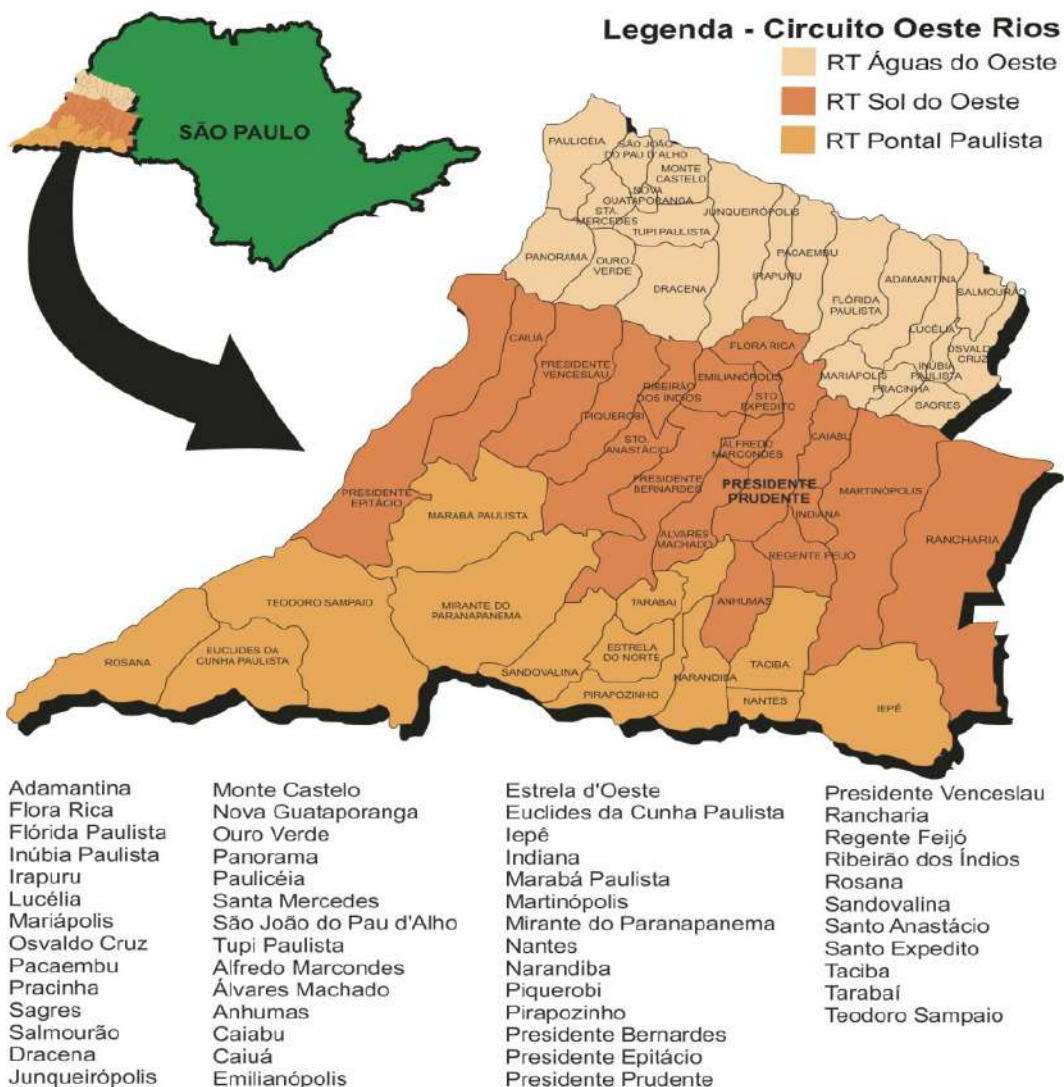 Legenda - Circuito Oeste Rios
RT Águas do Oeste
RT Sol do Oeste
RT Pontal Paulista
SÃO PAULO
PAULICÉIA
SÃO JOÃO
DO PAU D'ALHO
MONTE
CASTELO
NOVA
GUATAPORANGA
STA.
MERCEDES
JUNQUEIRÓPOLIS
TUPI PAULISTA
PANORAMA
OURO
VERDE
DRACENA
IRAPURU
PACAEMBU
FLÓRIDA
PAULISTA
ADAMANTINA
SALMOURÃO
LUCÉLIA
OSVALD
CRUZ
INÚBIA
PAULISTA
MARIÁPOLIS
PRACINHA
SAGRES
CAIUÁ
PRESIDENTE
VENCESLAU
FLORA RICA
RIBEIRÃO
DOS ÍNDIOS
EMILIANÓPOLIS
STO
EXPEDITO
PIQUEROBI
STO.
ANASTÁCIO
ALFREDO
MARCONDES
CAIABU
PRESIDENTE
EPITÁCIO
PRESIDENTE
BERNARDES
PRESIDENTE
PRUDENTE
MARTINÓPOLIS
MARABÁ PAULISTA
INDIANA
ALVARES
MACHADO
REGENTE FEIJÓ
RANCHARIA
TEODORO SAMPAIO
MIRANTE DO
PARANAPANEMA
TARABAÍ
ANHUMAS
ROSANA
EUCLIDES DA
CUNHA PAULISTA
SANDOVALINA
ESTRELA
DO NORTE
NARANDIBA
TACIBA
PIRAPOZINHO
NANTES
IEPÊ
Adamantina
Flora Rica
Flórida Paulista
Inúbia Paulista
Irapuru
Lucélia
Mariápolis
Osvaldo Cruz
Pacaembu
Pracinha
Sagres
Salmourão
Dracena
Junqueirópolis
Monte Castelo
Nova Guataporanga
Ouro Verde
Panorama
Paulicéia
Santa Mercedes
São João do Pau d'Alho
Tupi Paulista
Alfredo Marcondes
Álvares Machado
Anhumas
Caiabu
Caiuá
Emilianópolis
Estrela d'Oeste
Euclides da Cunha Paulista
Iepê
Indiana
Marabá Paulista
Martinópolis
Mirante do Paranapanema
Nantes
Narandiba
Piquerobi
Pirapozinho
Presidente Bernardes
Presidente Epitácio
Presidente Prudente
Presidente Venceslau
Rancharia
Regente Feijó
Ribeirão dos Índios
Rosana
Sandovalina
Santo Anastácio
Santo Expedito
Taciba
Tarabaí
Teodoro Sampaio